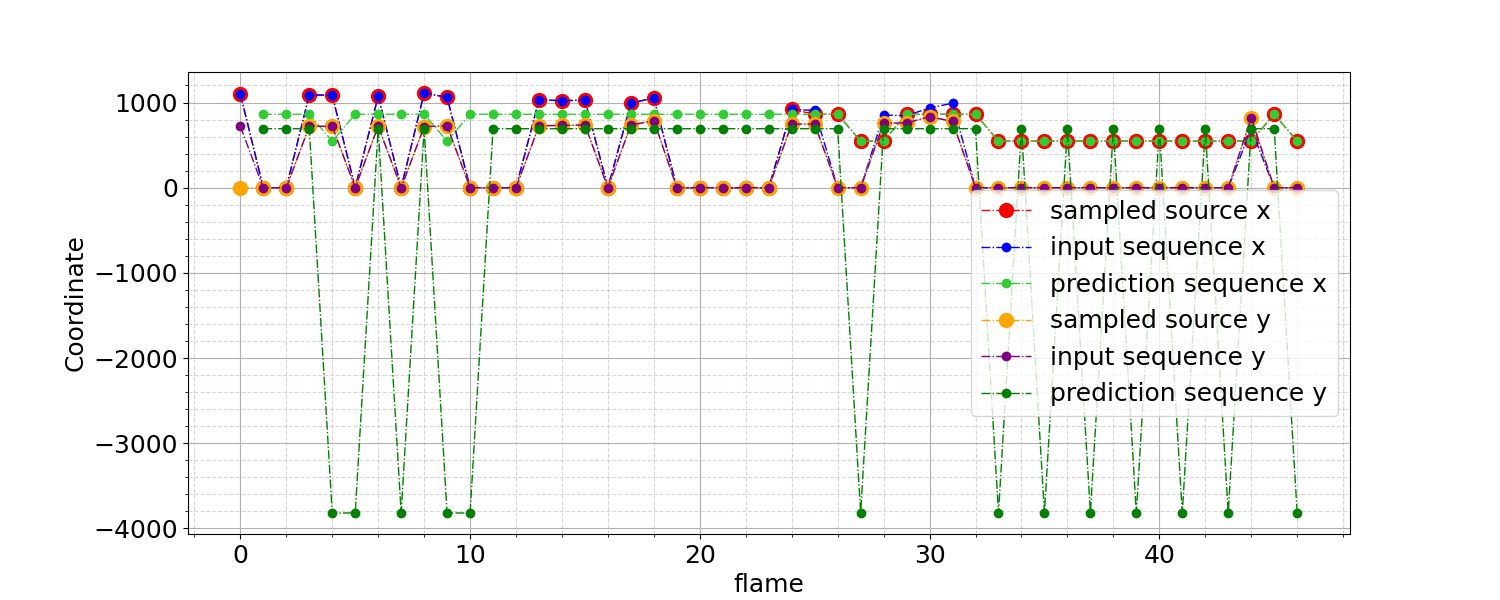 1000
0
−1000
−2000
−3000
−4000
Coordinate
0 10 20 30 40
flame
sampled source x
input sequence x
prediction sequence x
sampled source y
input sequence y
prediction sequence y